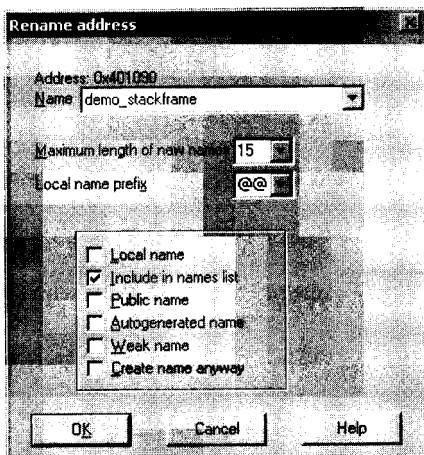 Rename address
Address: 0x401090
Name demo_stackframe
Maximum length of new names 15
Local name prefix @@
Local name
Include in names list
Public name
Autogenerated name
Weak name
Create name anyway
OK Cancel Help